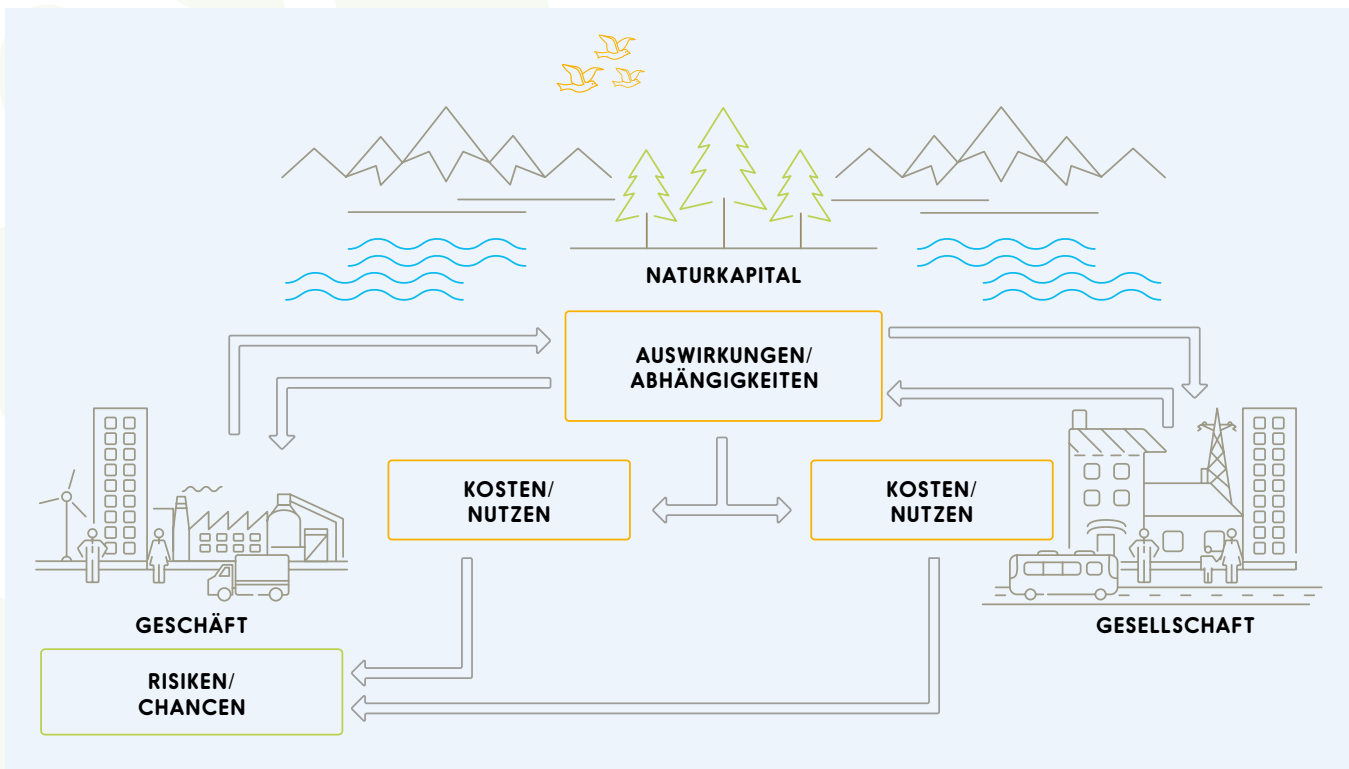 NATURKAPITAL
AUSWIRKUNGEN/
ABHÄNGIGKEITEN
KOSTEN/
NUTZEN
KOSTEN/
NUTZEN
GESCHÄFT
GESELLSCHAFT
RISIKEN/
CHANCEN